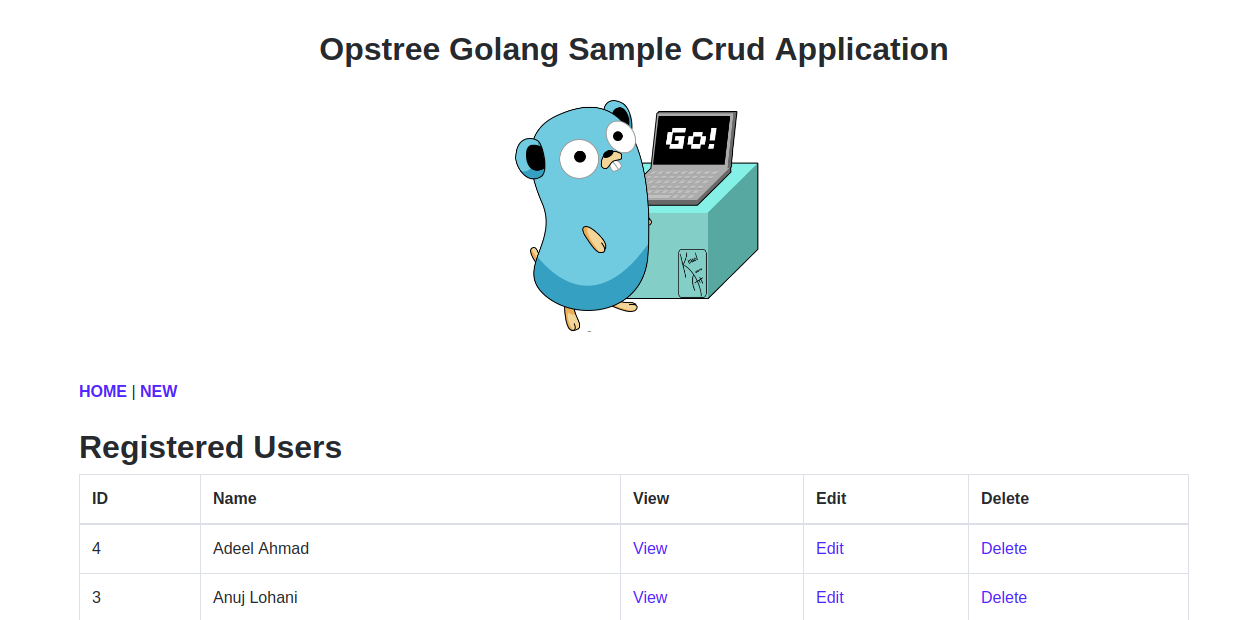 Opstree Golang Sample Crud Application
Go!
HOME | NEW
Registered Users
ID Name View Edit Delete
4 Adeel Ahmad View Edit Delete
3 Anuj Lohani View Edit Delete